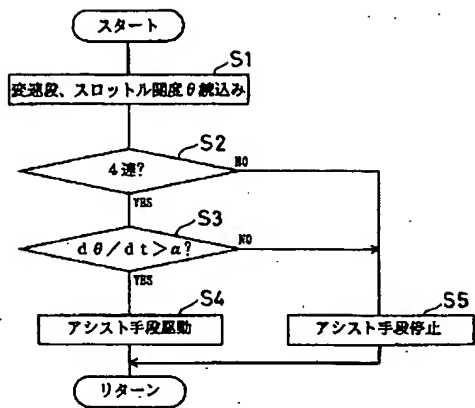 スタート
S1
変速段、スロットル開度θ読込み
S2
4速?
NO
YES
S3
dθ/dt>α?
NO
YES
S4
アシスト手段駆動
S5
アシスト手段停止
リターン